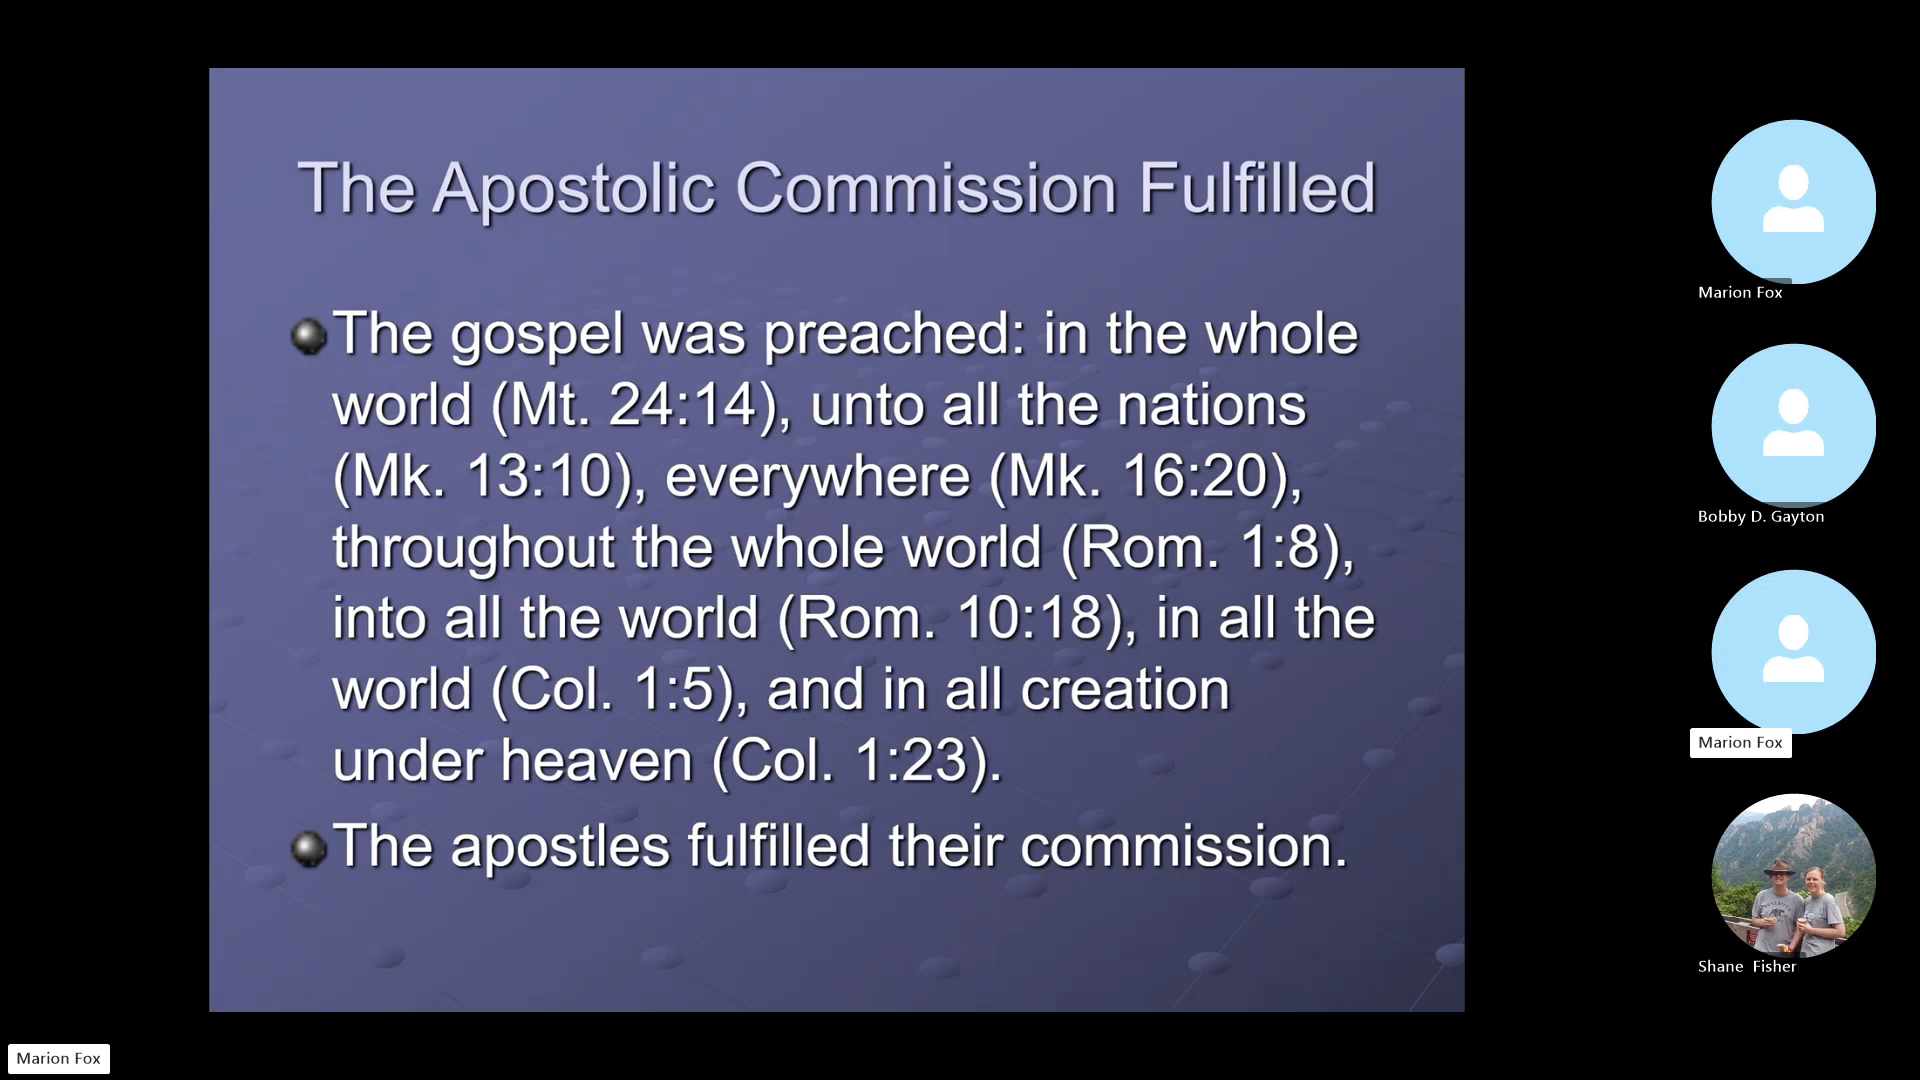 The Apostolic Commission Fulfilled
The gospel was preached: in the whole
world (Mt. 24:14), unto all the nations
(Mk. 13:10), everywhere (Mk. 16:20),
throughout the whole world (Rom. 1:8),
into all the world (Rom. 10:18), in all the
world (Col. 1:5), and in all creation
under heaven (Col. 1:23).
The apostles fulfilled their commission.
Marion Fox
Bobby D. Gayton
Marion Fox
Shane  Fisher
Marion Fox